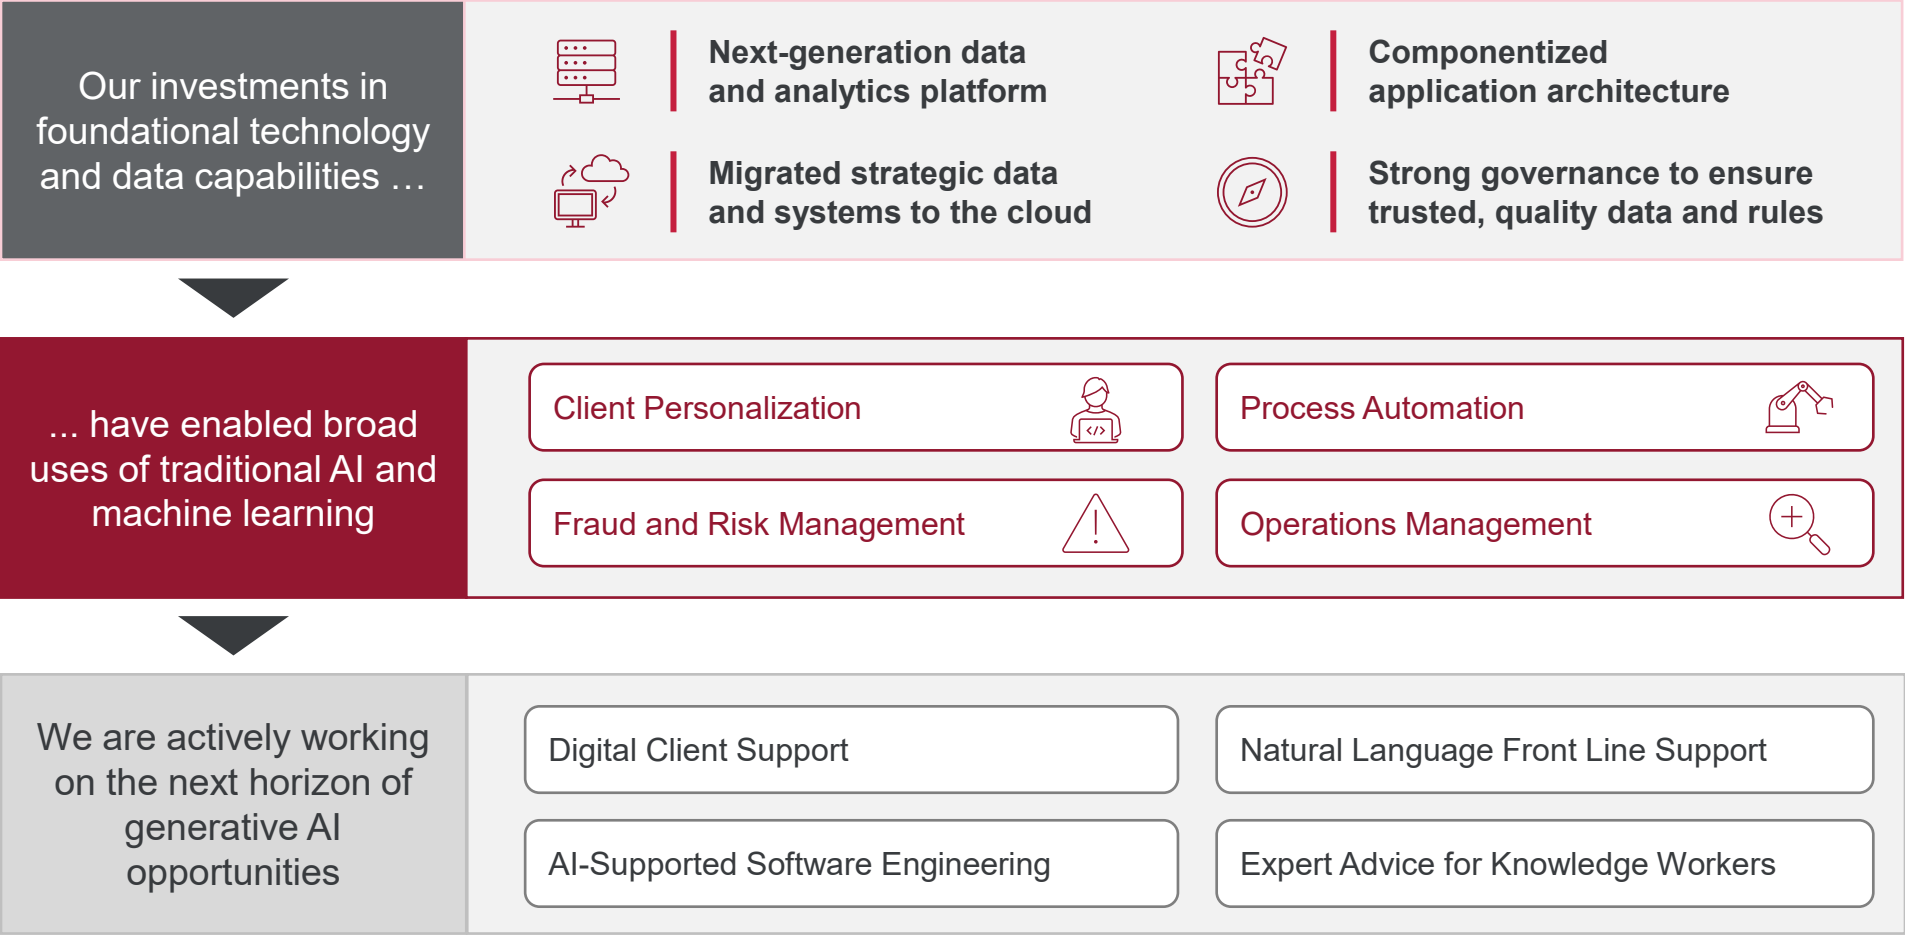 Our investments in
foundational technology
and data capabilities …
Next-generation data
and analytics platform
Componentized
application architecture
Migrated strategic data
and systems to the cloud
Strong governance to ensure
trusted, quality data and rules
... have enabled broad
uses of traditional AI and
machine learning
Client Personalization
</>
Process Automation
Fraud and Risk Management
Operations Management
We are actively working
on the next horizon of
generative AI
opportunities
Digital Client Support
Natural Language Front Line Support
AI-Supported Software Engineering
Expert Advice for Knowledge Workers